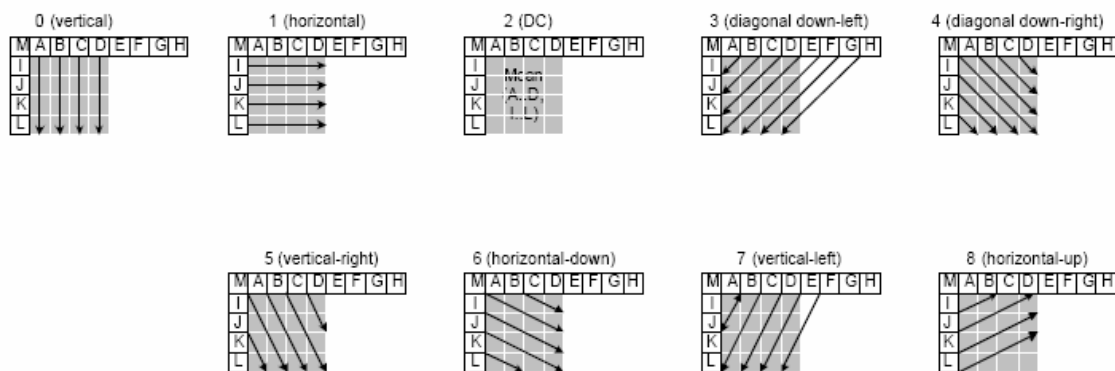 0 (vertical)
M A B C D E F G H
I
J
K
L
1 (horizontal)
M A B C D E F G H
I
J
K
L
2 (DC)
M A B C D E F G H
I
J
K
L
Mean
(A..D,
I..L)
3 (diagonal down-left)
M A B C D E F G H
I
J
K
L
4 (diagonal down-right)
M A B C D E F G H
I
J
K
L
5 (vertical-right)
M A B C D E F G H
I
J
K
L
6 (horizontal-down)
M A B C D E F G H
I
J
K
L
7 (vertical-left)
M A B C D E F G H
I
J
K
L
8 (horizontal-up)
M A B C D E F G H
I
J
K
L